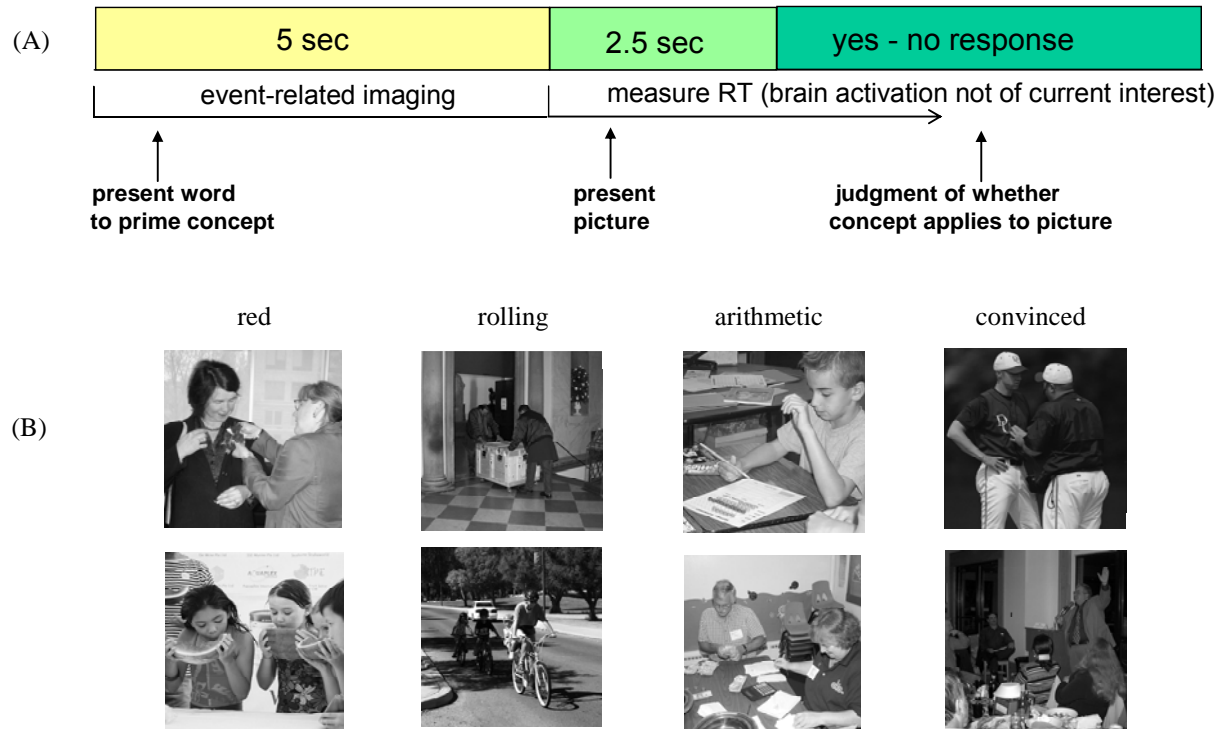 (A)
5 sec
2.5 sec
yes - no response
event-related imaging
measure RT (brain activation not of current interest)
present word
to prime concept
present
picture
judgment of whether
concept applies to picture
red
rolling
arithmetic
convinced
(B)